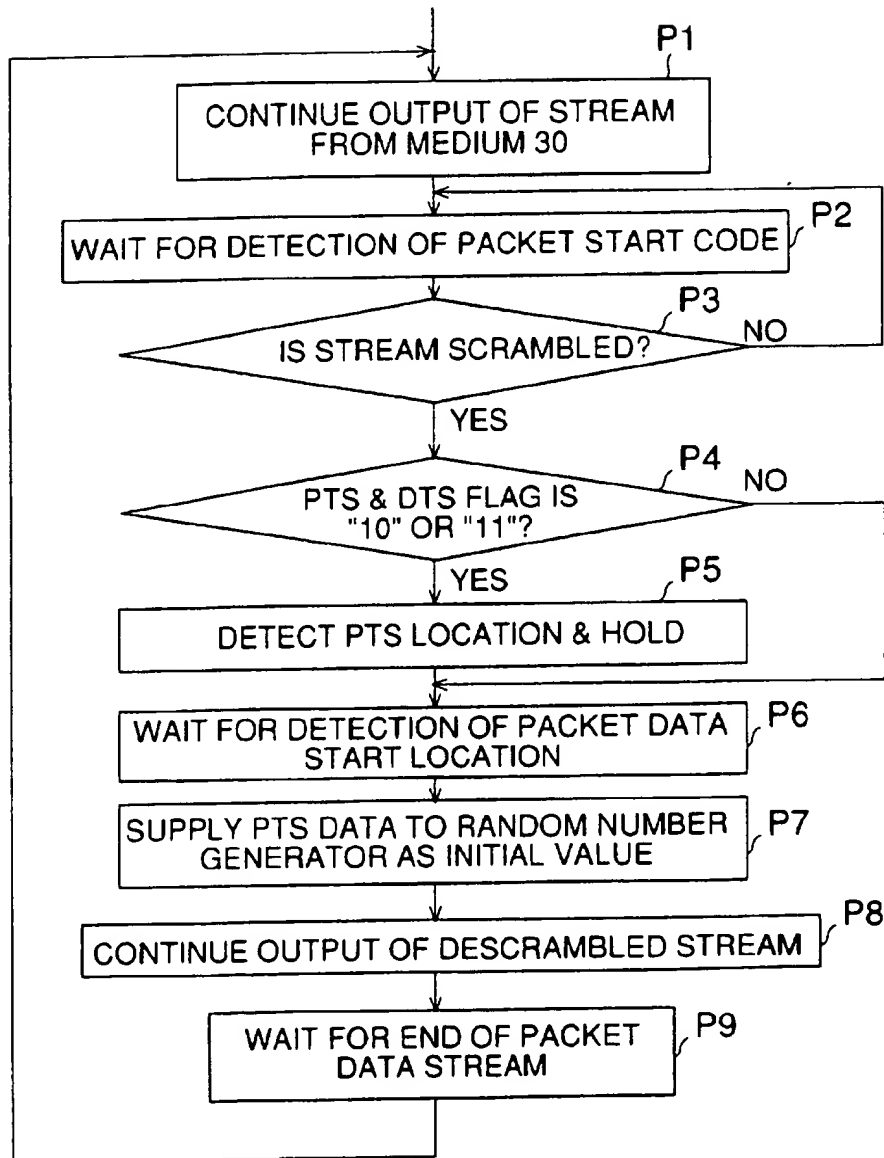 P1
CONTINUE OUTPUT OF STREAM
FROM MEDIUM 30
P2
WAIT FOR DETECTION OF PACKET START CODE
P3
IS STREAM SCRAMBLED?
NO
YES
P4
PTS & DTS FLAG IS
"10" OR "11"?
NO
YES
P5
DETECT PTS LOCATION & HOLD
P6
WAIT FOR DETECTION OF PACKET DATA
START LOCATION
P7
SUPPLY PTS DATA TO RANDOM NUMBER
GENERATOR AS INITIAL VALUE
P8
CONTINUE OUTPUT OF DESCRAMBLED STREAM
P9
WAIT FOR END OF PACKET
DATA STREAM